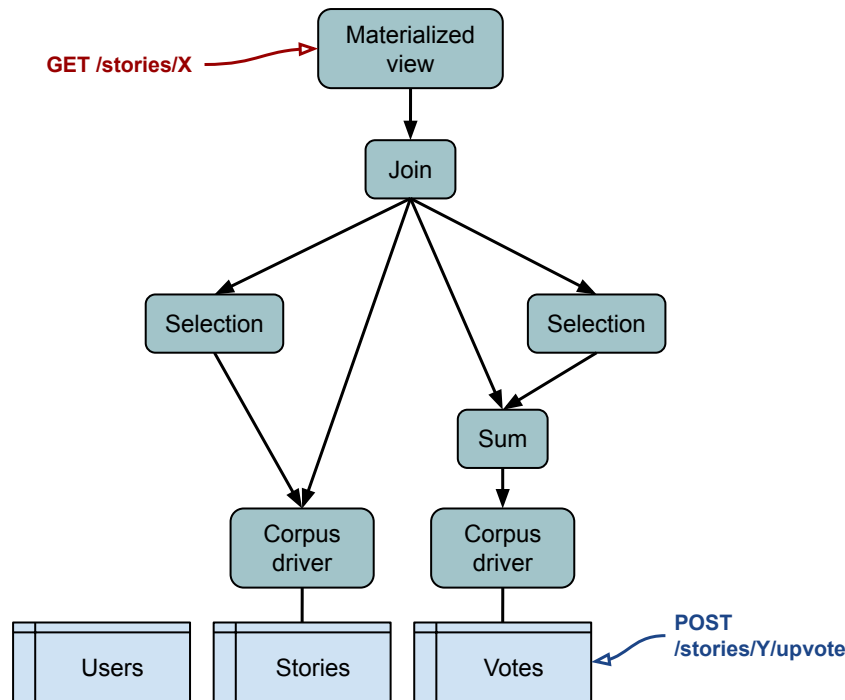 Materialized
view
GET /stories/X
Join
Selection
Selection
Sum
Corpus
driver
Corpus
driver
POST
/stories/Y/upvote
Users
Stories
Votes